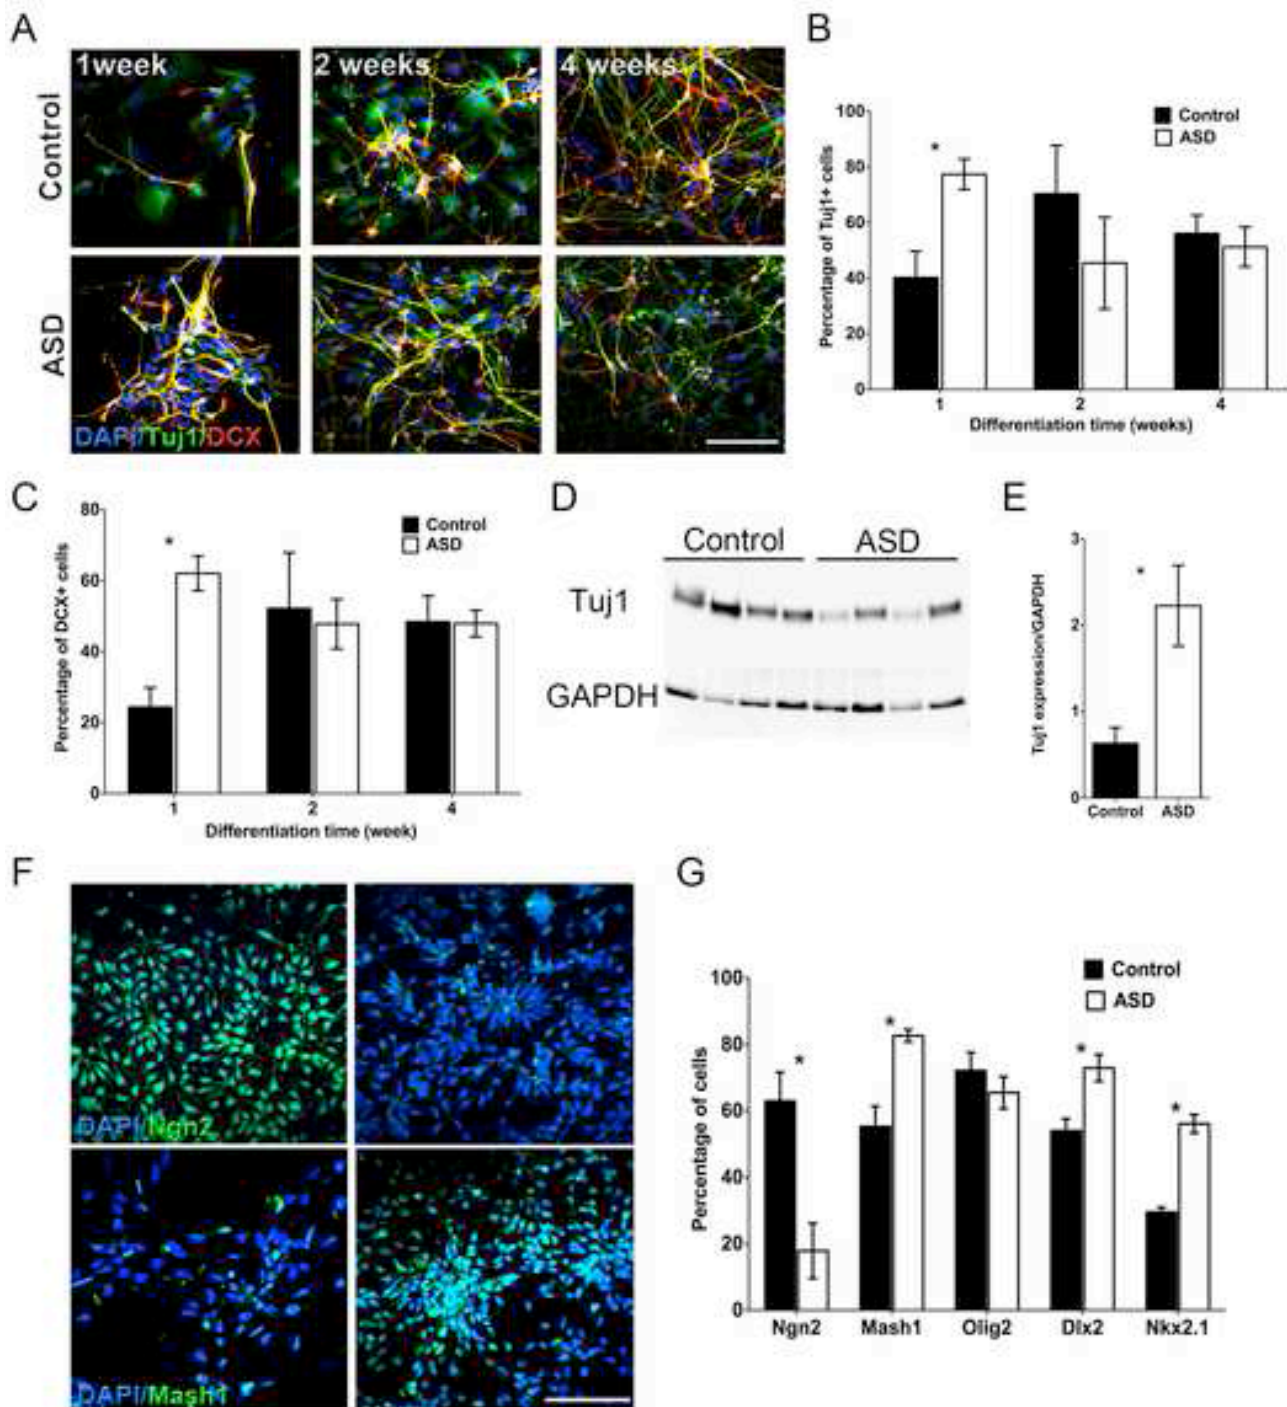 A
1week
2 weeks
4 weeks
Control
ASD
DAPI/Tuj1/DCX
B
100
80
60
40
20
0
Percentage of Tuj1+ cells
Control
ASD
*
1
2
4
Differentiation time (weeks)
C
80
60
40
20
0
Percentage of DCX+ cells
Control
ASD
*
1
2
4
Differentiation time (week)
D
Control
ASD
Tuj1
GAPDH
E
3
2
1
0
Tuj1 expression/GAPDH
*
Control
ASD
F
DAPI/Ngn2
DAPI/Mash1
G
100
80
60
40
20
0
Percentage of cells
Control
ASD
*
*
*
*
Ngn2
Mash1
Olig2
Dlx2
Nkx2.1